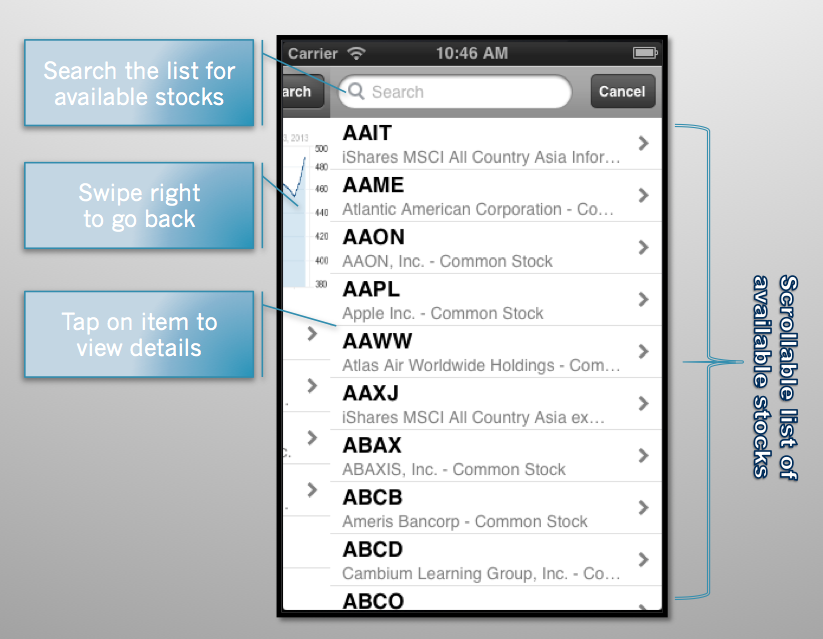 Search the list for
available stocks
Swipe right
to go back
Tap on item to
view details
Carrier
10:46 AM
arch
Search
Cancel
3, 2013
500
480
460
440
420
400
380
c.
AAIT
iShares MSCI All Country Asia Infor...
AAME
Atlantic American Corporation - Co...
AAON
AAON, Inc. - Common Stock
AAPL
Apple Inc. - Common Stock
AAWW
Atlas Air Worldwide Holdings - Com...
AAXJ
iShares MSCI All Country Asia ex...
ABAX
ABAXIS, Inc. - Common Stock
ABCB
Ameris Bancorp - Common Stock
ABCD
Cambium Learning Group, Inc. - Co...
ABCO
Scrollable list of
available stocks